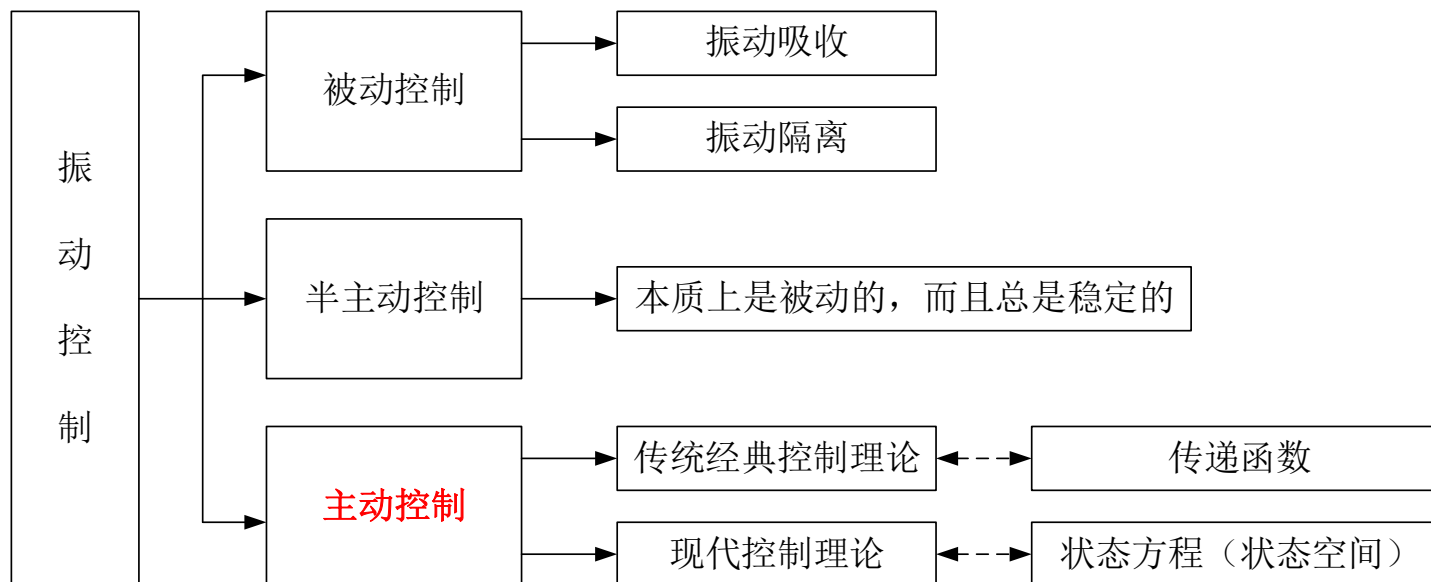 振动控制
被动控制
振动吸收
振动隔离
半主动控制
本质上是被动的，而且总是稳定的
主动控制
传统经典控制理论
传递函数
现代控制理论
状态方程（状态空间）